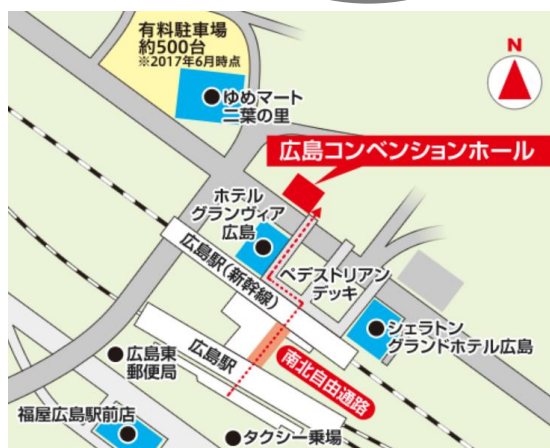 有料駐車場
約500台
※2017年6月時点
ゆめマート
二葉の里
N
広島コンベンションホール
ホテル
グランヴィア
広島
広島駅(新幹線)
ペデストリアン
デッキ
シェラトン
グランドホテル広島
広島駅
南北自由通路
広島東
郵便局
福屋広島駅前店
タクシー乗場